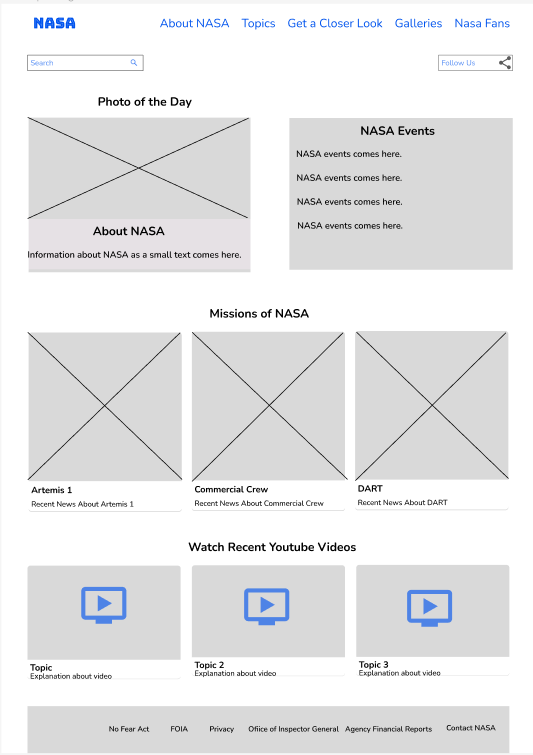 NASA
About NASA Topics Get a Closer Look Galleries Nasa Fans
Search
Follow Us
Photo of the Day
About NASA
Information about NASA as a small text comes here.
NASA Events
NASA events comes here.
NASA events comes here.
NASA events comes here.
NASA events comes here.
Missions of NASA
Artemis 1
Recent News About Artemis 1
Commercial Crew
Recent News About Commercial Crew
DART
Recent News About DART
Watch Recent Youtube Videos
Topic
Explanation about video
Topic 2
Explanation about video
Topic 3
Explanation about video
No Fear Act FOIA Privacy Ofiice of Inspector General Agency Financial Reports Contact NASA